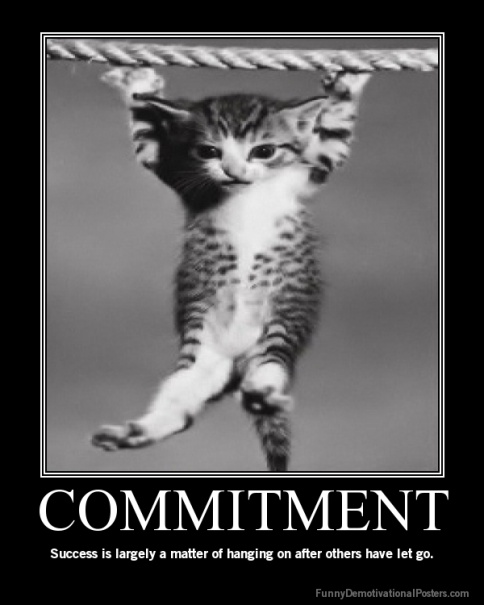 COMMITMENT
Success is largely a matter of hanging on after others have let go.
FunnyDemotivationalPosters.com